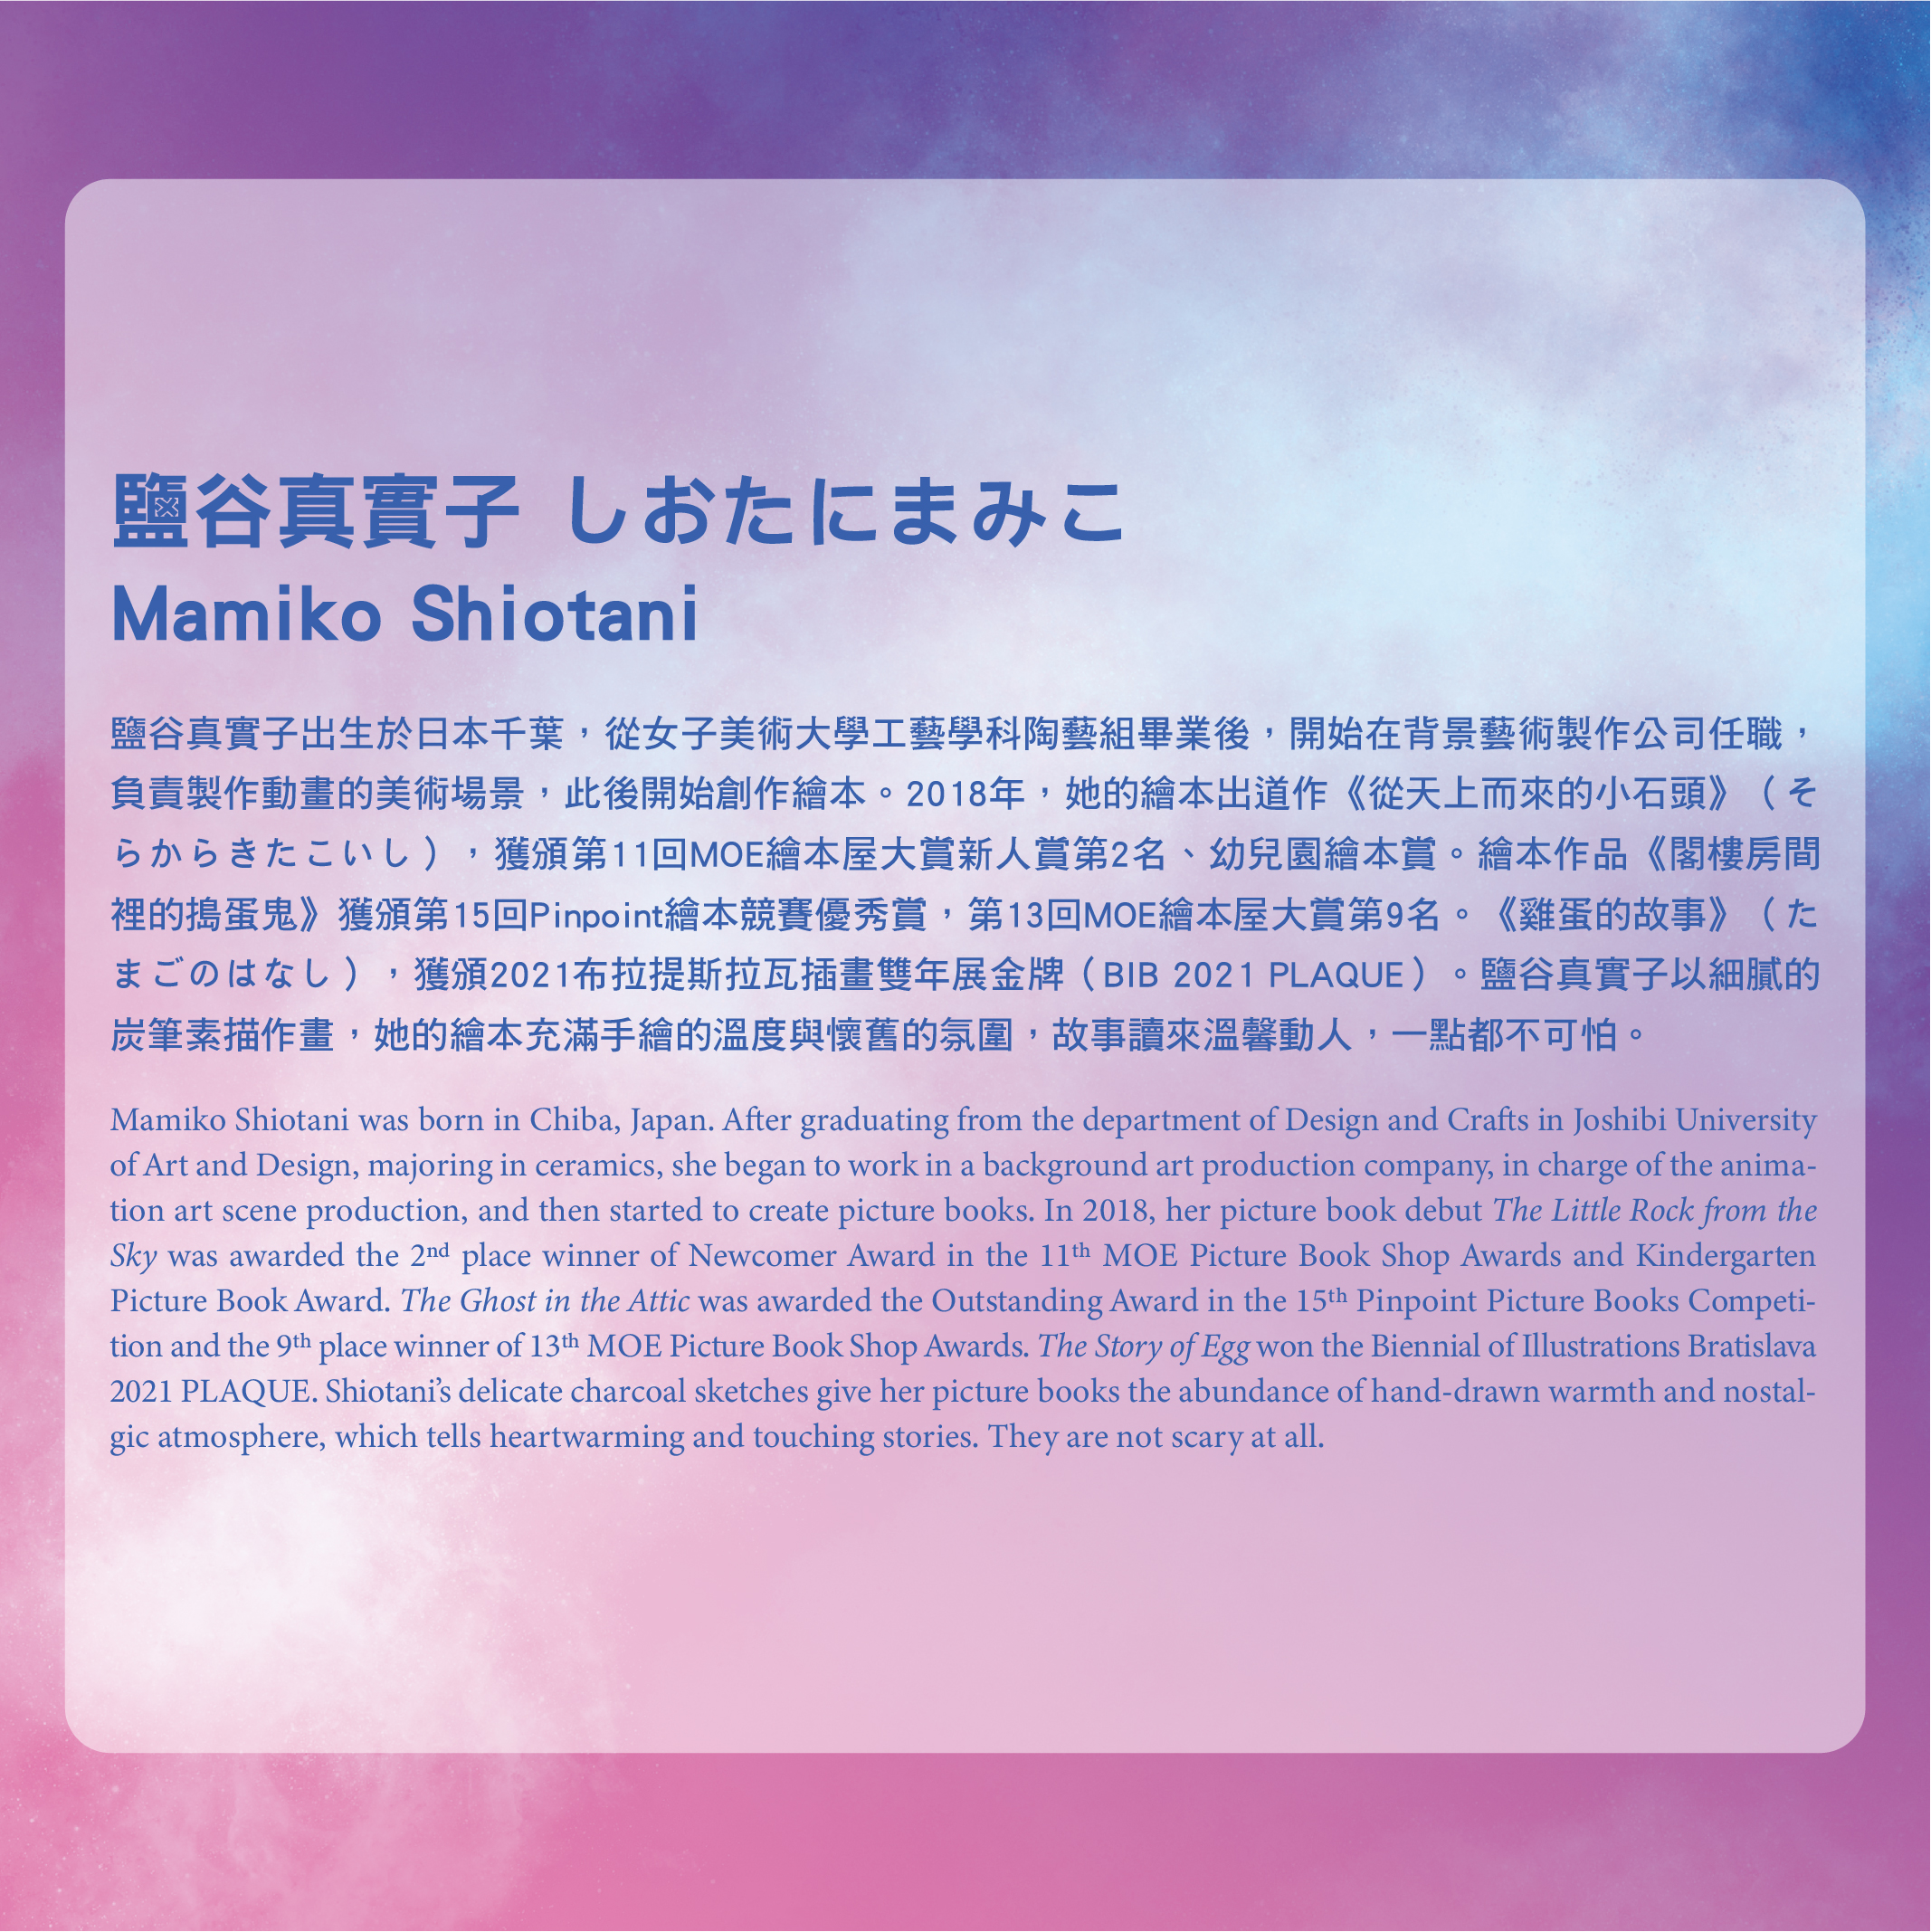 鹽谷真實子 しおたにまみこ
Mamiko Shiotani
鹽谷真實子出生於日本千葉，從女子美術大學工藝學科陶藝組畢業後，開始在背景藝術製作公司任職，
負責製作動畫的美術場景，此後開始創作繪本。2018年，她的繪本出道作《從天上而來的小石頭》（そ
らからきたこいし），獲頒第11回MOE繪本屋大賞新人賞第2名、幼兒園繪本賞。繪本作品《閣樓房間
裡的搗蛋鬼》獲頒第15回Pinpoint繪本競賽優秀賞，第13回MOE繪本屋大賞第9名。《雞蛋的故事》（た
まごのはなし），獲頒2021布拉提斯拉瓦插畫雙年展金牌（BIB 2021 PLAQUE）。鹽谷真實子以細膩的
炭筆素描作畫，她的繪本充滿手繪的溫度與懷舊的氛圍，故事讀來溫馨動人，一點都不可怕。
Mamiko Shiotani was born in Chiba, Japan. After graduating from the department of Design and Crafts in Joshibi University
of Art and Design, majoring in ceramics, she began to work in a background art production company, in charge of the anima-
tion art scene production, and then started to create picture books. In 2018, her picture book debut The Little Rock from the
Sky was awarded the 2nd place winner of Newcomer Award in the 11th MOE Picture Book Shop Awards and Kindergarten
Picture Book Award. The Ghost in the Attic was awarded the Outstanding Award in the 15th Pinpoint Picture Books Competi-
tion and the 9th place winner of 13th MOE Picture Book Shop Awards. The Story of Egg won the Biennial of Illustrations Bratislava
2021 PLAQUE. Shiotani’s delicate charcoal sketches give her picture books the abundance of hand-drawn warmth and nostal-
gic atmosphere, which tells heartwarming and touching stories. They are not scary at all.